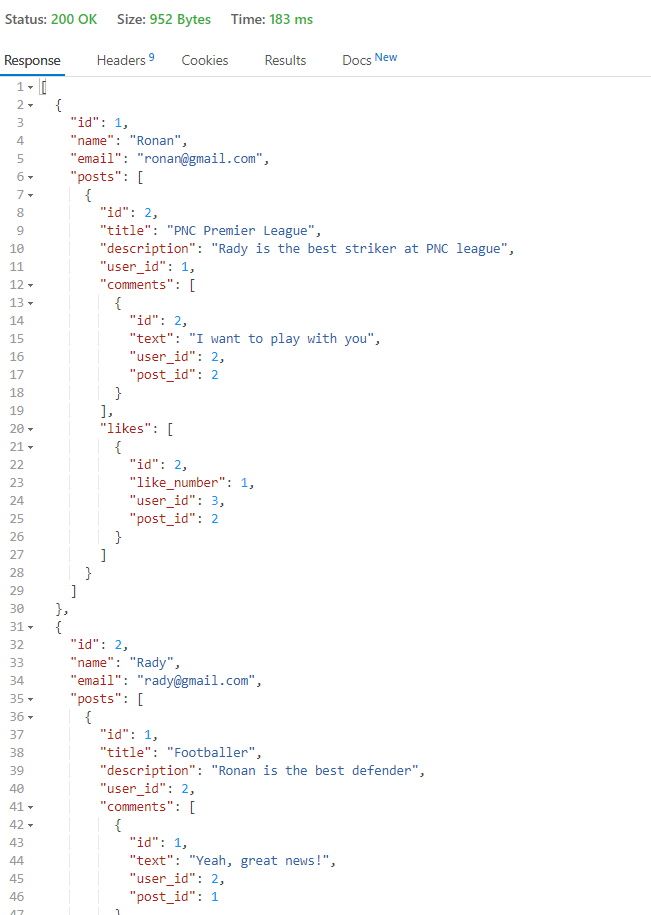 Status: 200 OK Size: 952 Bytes Time: 183 ms
Response Headers 9 Cookies Results Docs New
1 [
2 {
3 "id": 1,
4 "name": "Ronan",
5 "email": "ronan@gmail.com",
6 "posts": [
7 {
8 "id": 2,
9 "title": "PNC Premier League",
10 "description": "Rady is the best striker at PNC league",
11 "user_id": 1,
12 "comments": [
13 {
14 "id": 2,
15 "text": "I want to play with you",
16 "user_id": 2,
17 "post_id": 2
18 }
19 ],
20 "likes": [
21 {
22 "id": 2,
23 "like_number": 1,
24 "user_id": 3,
25 "post_id": 2
26 }
27 ]
28 }
29 ]
30 },
31 {
32 "id": 2,
33 "name": "Rady",
34 "email": "rady@gmail.com",
35 "posts": [
36 {
37 "id": 1,
38 "title": "Footballer",
39 "description": "Ronan is the best defender",
40 "user_id": 2,
41 "comments": [
42 {
43 "id": 1,
44 "text": "Yeah, great news!",
45 "user_id": 2,
46 "post_id": 1
47 }